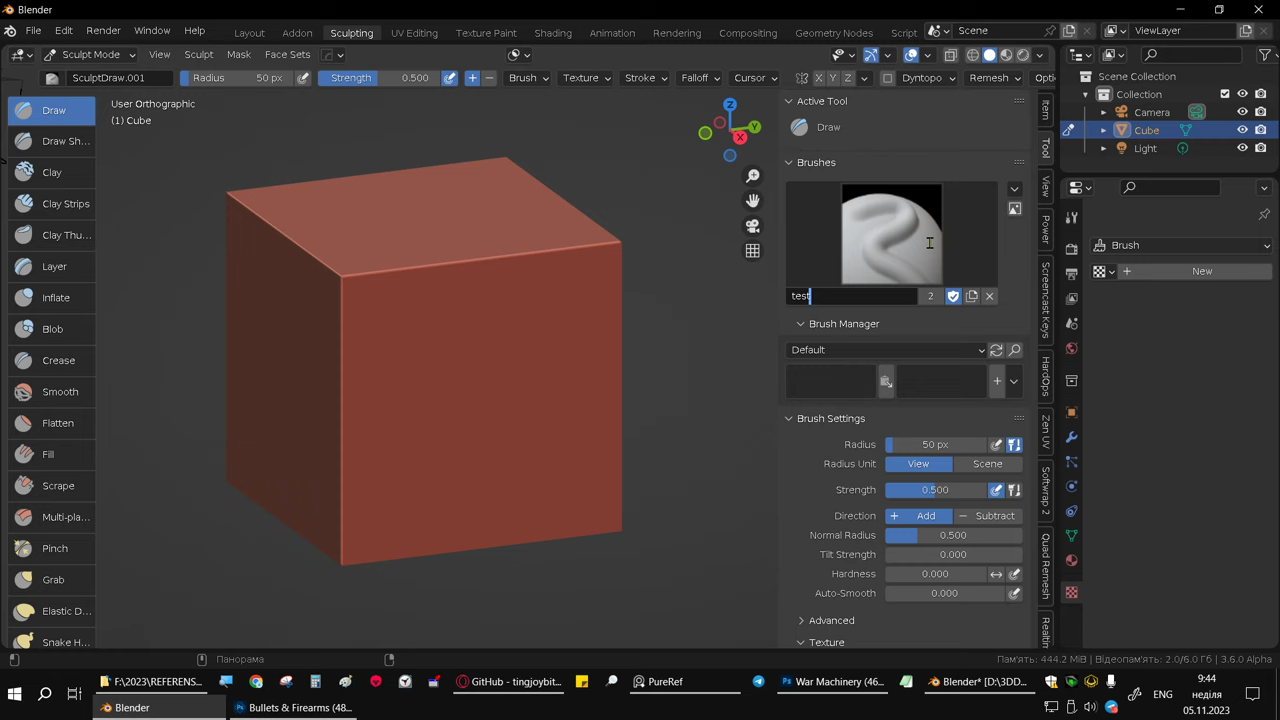 Blender
File Edit Render Window Help Layout Modeling Sculpting UV Editing Texture Paint Shading Animation Rendering Compositing Geometry Nodes Script Scene ViewLayer
Sculpt Mode View Sculpt Mask Face Sets
SculptDraw.001 Radius 50 px Strength 0.500 Brush Texture Stroke Falloff Cursor X Y Z Dyntopo Remesh Opti
User Orthographic
(1) Cube
Draw
Draw Sh...
Clay
Clay Strips
Clay Thu...
Layer
Inflate
Blob
Crease
Smooth
Flatten
Fill
Scrape
Multi-pla...
Pinch
Grab
Elastic D...
Snake H...
Z
Y
X
Active Tool
Draw
Brushes
test 2
Brush Manager
Default
Brush Settings
Radius 50 px
Radius Unit View Scene
Strength 0.500
Direction + Add − Subtract
Normal Radius 0.500
Tilt Strength 0.000
Hardness 0.000
Auto-Smooth 0.000
Advanced
Texture
Item
Tool
View
Power
Screencast Keys
HardOps
Zen UV
Softwrap 2
Quad Remesh
Realtim
Scene Collection
Collection
Camera
Cube
Light
Brush
+ New
Панорама
Пам'ять: 444.2 MiB | Відеопам'ять: 2.0/6.0 Гб | 3.6.0 Alpha
F:\2023\REFERENS... GitHub - tingjoybit... PureRef War Machinery (46... Blender* [D:\3DD...
Blender Bullets & Firearms (48...
ENG
9:44
неділя
05.11.2023